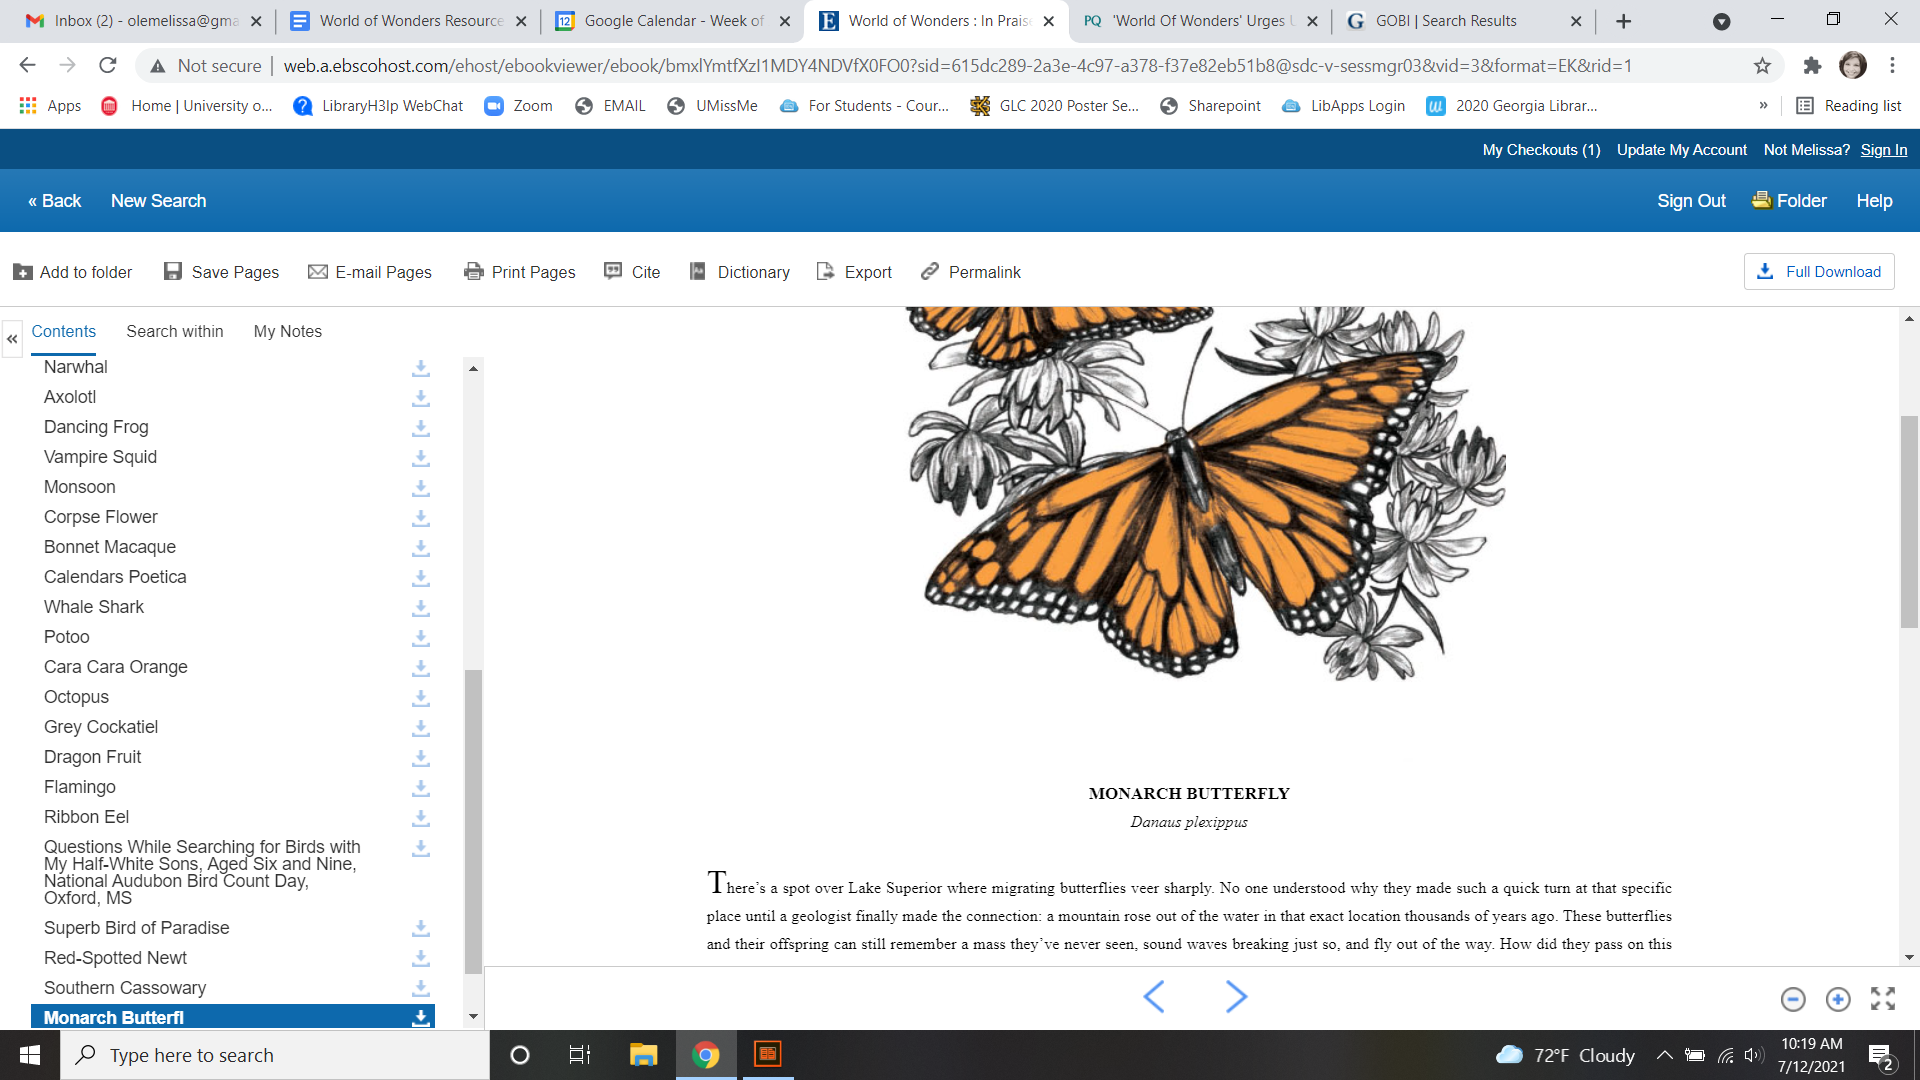 Inbox (2) - olemelissa@gma
World of Wonders Resource
Google Calendar - Week of
World of Wonders : In Prais
'World Of Wonders' Urges U
GOBI | Search Results
Not secure
web.a.ebscohost.com/ehost/ebookviewer/ebook/bmxlYmtfXzI1MDY4NDVfX0FO0?sid=615dc289-2a3e-4c97-a378-f37e82eb51b8@sdc-v-sessmgr03&vid=3&format=EK&rid=1
Apps
Home | University o...
LibraryH3lp WebChat
Zoom
EMAIL
UMissMe
For Students - Cour...
GLC 2020 Poster Se...
Sharepoint
LibApps Login
2020 Georgia Librar...
»
Reading list
My Checkouts (1)
Update My Account
Not Melissa? Sign In
« Back
New Search
Sign Out
Folder
Help
Add to folder
Save Pages
E-mail Pages
Print Pages
Cite
Dictionary
Export
Permalink
Full Download
«
Contents
Search within
My Notes
Narwhal
Axolotl
Dancing Frog
Vampire Squid
Monsoon
Corpse Flower
Bonnet Macaque
Calendars Poetica
Whale Shark
Potoo
Cara Cara Orange
Octopus
Grey Cockatiel
Dragon Fruit
Flamingo
Ribbon Eel
Questions While Searching for Birds with
My Half-White Sons, Aged Six and Nine,
National Audubon Bird Count Day,
Oxford, MS
Superb Bird of Paradise
Red-Spotted Newt
Southern Cassowary
Monarch Butterfl
MONARCH BUTTERFLY
Danaus plexippus
There's a spot over Lake Superior where migrating butterflies veer sharply. No one understood why they made such a quick turn at that specific
place until a geologist finally made the connection: a mountain rose out of the water in that exact location thousands of years ago. These butterflies
and their offspring can still remember a mass they've never seen, sound waves breaking just so, and fly out of the way. How did they pass on this
Type here to search
72°F Cloudy
10:19 AM
7/12/2021
2